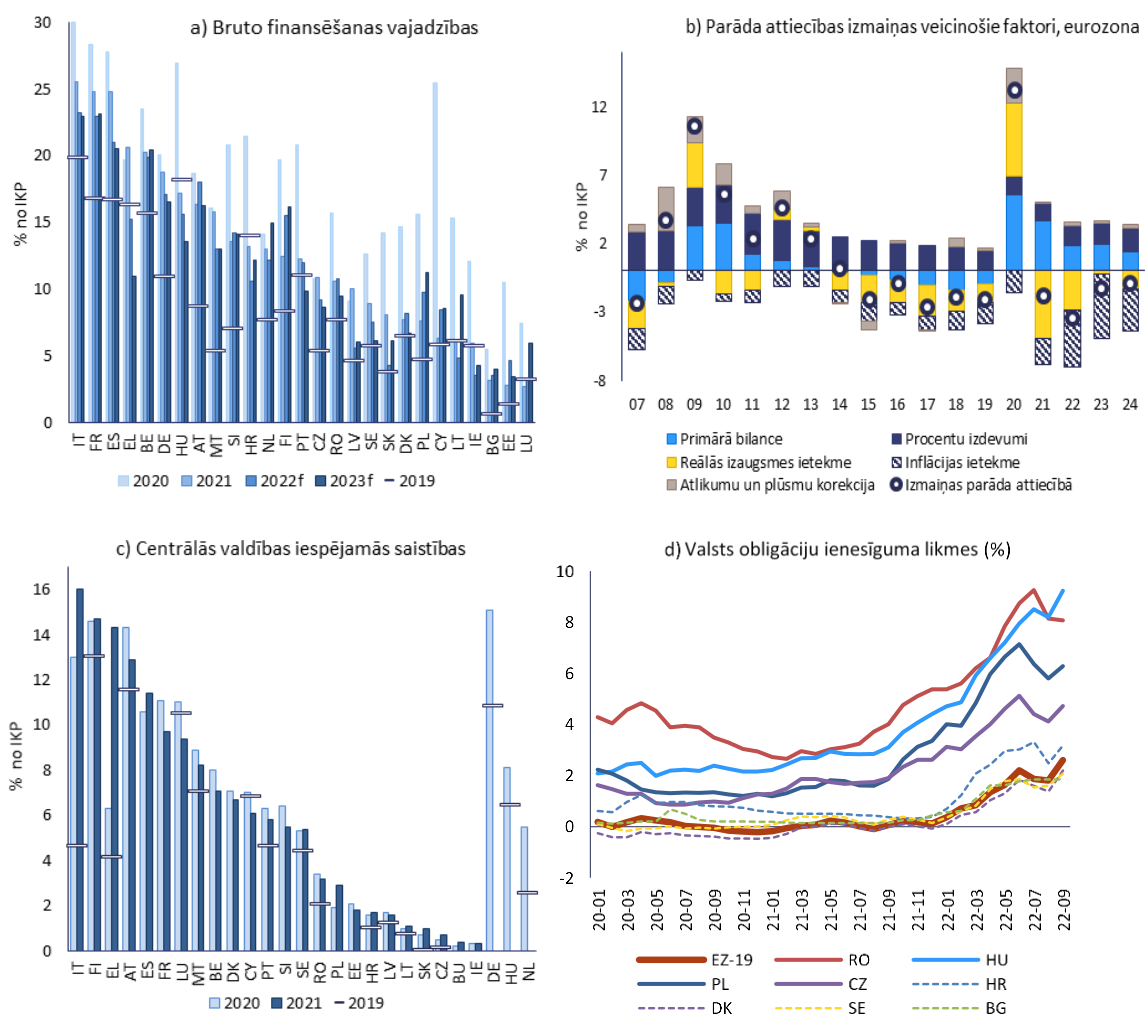 a) Bruto finansēšanas vajadzības
% no IKP
30
25
20
15
10
5
0
IT FR ES EL BE DE HU AT MT SI HR NL FI PT CZ RO LV SE SK DK PL CY LT IE BG EE LU
2020 2021 2022f 2023f 2019
b) Parāda attiecības izmaiņas veicinošie faktori, eurozona
% no IKP
12
7
2
-3
-8
07 08 09 10 11 12 13 14 15 16 17 18 19 20 21 22 23 24
Primārā bilance Procentu izdevumi
Reālās izaugsmes ietekme Inflācijas ietekme
Atlikumu un plūsmu korekcija Izmaiņas parāda attiecībā
c) Centrālās valdības iespējamās saistības
% no IKP
16
14
12
10
8
6
4
2
0
IT FI EL AT ES FR LU MT BE DK CY PT SI SE RO PL EE HR LV LT SK CZ BU IE DE HU NL
2020 2021 2019
d) Valsts obligāciju ienesīguma likmes (%)
10
8
6
4
2
0
-2
20-01 20-03 20-05 20-07 20-09 20-11 21-01 21-03 21-05 21-07 21-09 21-11 22-01 22-03 22-05 22-07 22-09
EZ-19 RO HU
PL CZ HR
DK SE BG